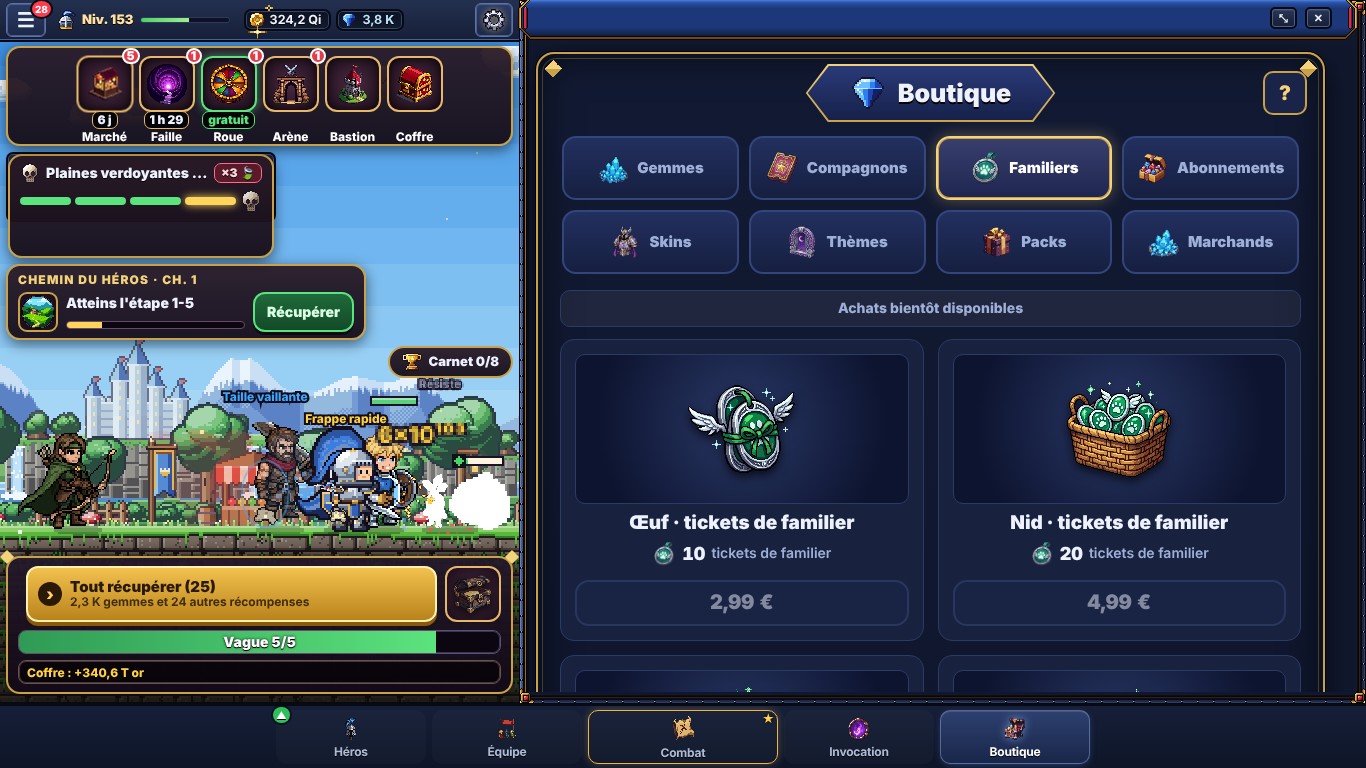 28
Niv. 153
324,2 Qi
3,8 K
5
1
1
1
6 j
1 h 29
gratuit
Marché
Faille
Roue
Arène
Bastion
Coffre
Plaines verdoyantes ...
×3
CHEMIN DU HÉROS · CH. 1
Atteins l'étape 1-5
Récupérer
Carnet 0/8
Résiste
Taille vaillante
Frappe rapide
Tout récupérer (25)
2,3 K gemmes et 24 autres récompenses
Vague 5/5
Coffre : +340,6 T or
Boutique
?
Gemmes
Compagnons
Familiers
Abonnements
Skins
Thèmes
Packs
Marchands
Achats bientôt disponibles
Œuf · tickets de familier
10 tickets de familier
2,99 €
Nid · tickets de familier
20 tickets de familier
4,99 €
Héros
Équipe
Combat
Invocation
Boutique